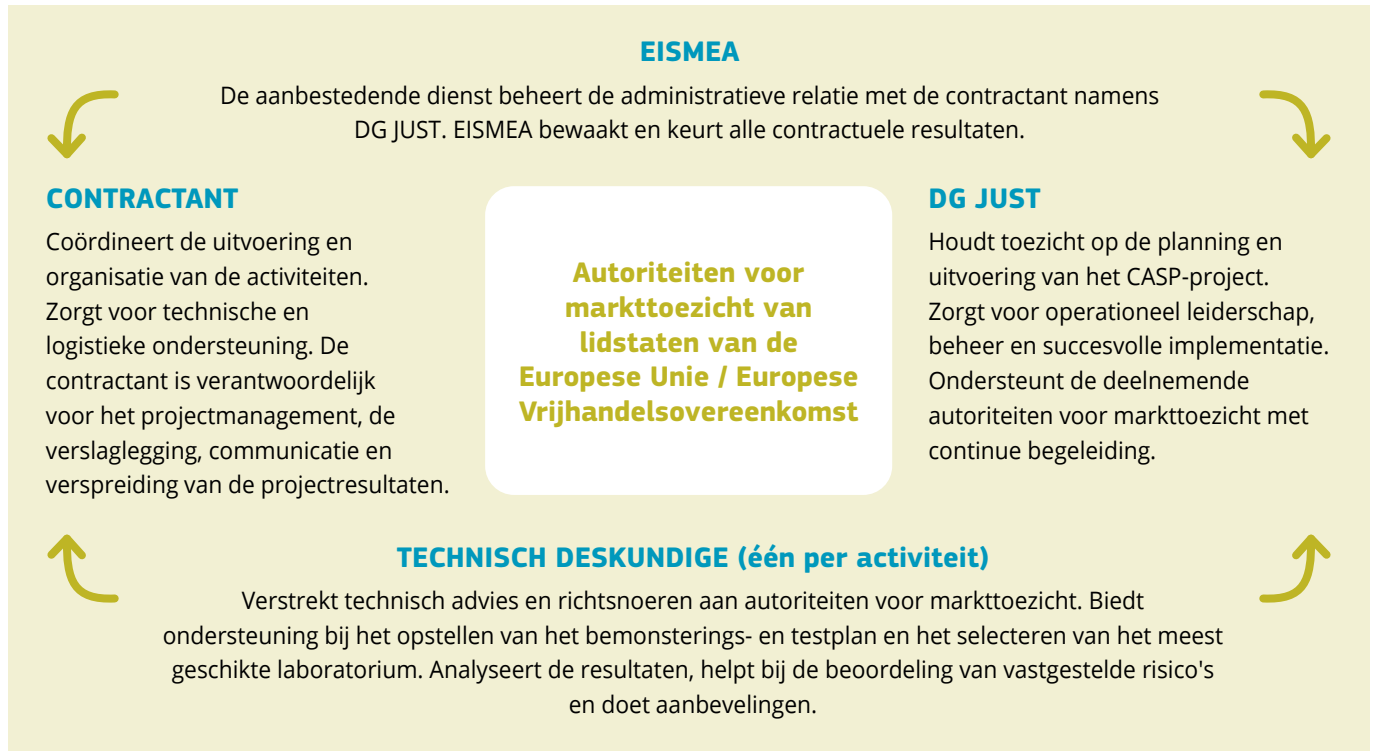 EISMEA
De aanbestedende dienst beheert de administratieve relatie met de contractant namens
DG JUST. EISMEA bewaakt en keurt alle contractuele resultaten.
CONTRACTANT
Coördineert de uitvoering en
organisatie van de activiteiten.
Zorgt voor technische en
logistieke ondersteuning. De
contractant is verantwoordelijk
voor het projectmanagement, de
verslaglegging, communicatie en
verspreiding van de projectresultaten.
Autoriteiten voor
markttoezicht van
lidstaten van de
Europese Unie / Europese
Vrijhandelsovereenkomst
DG JUST
Houdt toezicht op de planning en
uitvoering van het CASP-project.
Zorgt voor operationeel leiderschap,
beheer en succesvolle implementatie.
Ondersteunt de deelnemende
autoriteiten voor markttoezicht met
continue begeleiding.
TECHNISCH DESKUNDIGE (één per activiteit)
Verstrekt technisch advies en richtsnoeren aan autoriteiten voor markttoezicht. Biedt
ondersteuning bij het opstellen van het bemonsterings- en testplan en het selecteren van het meest
geschikte laboratorium. Analyseert de resultaten, helpt bij de beoordeling van vastgestelde risico's
en doet aanbevelingen.